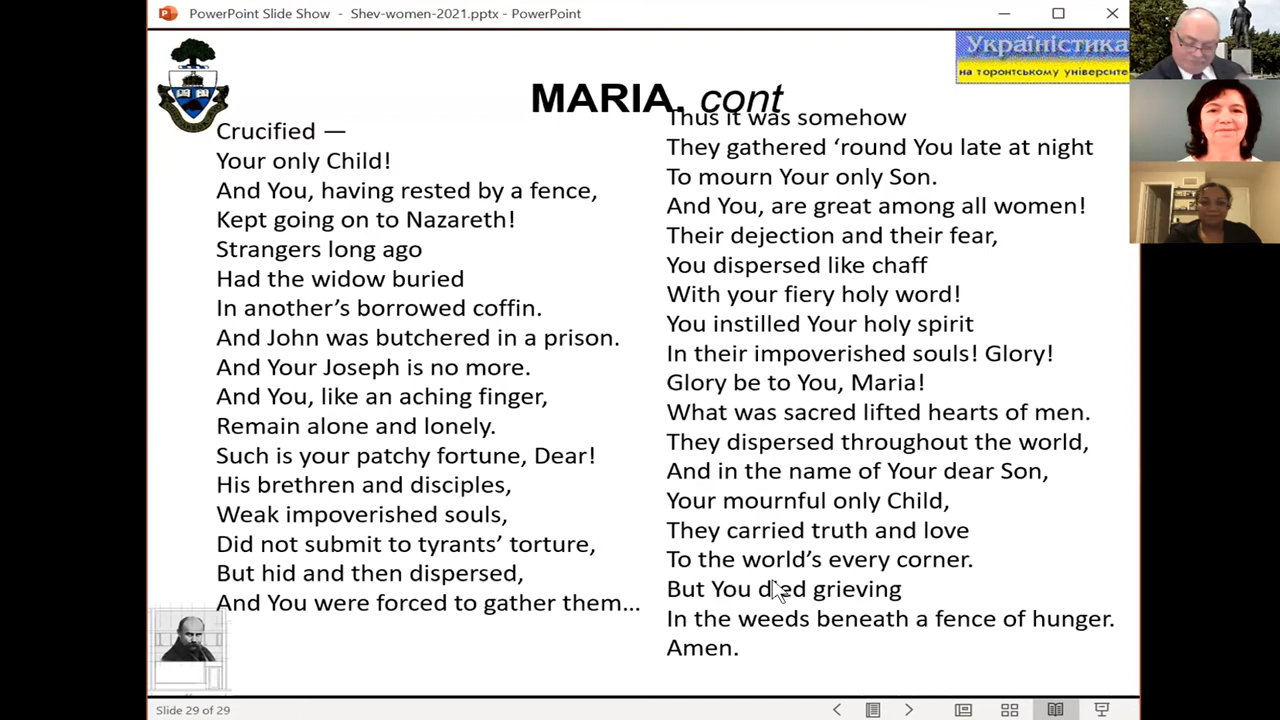 PowerPoint Slide Show - Shev-women-2021.pptx - PowerPoint
Україністика
на торонтському університе
MARIA, cont
Crucified —
Your only Child!
And You, having rested by a fence,
Kept going on to Nazareth!
Strangers long ago
Had the widow buried
In another’s borrowed coffin.
And John was butchered in a prison.
And Your Joseph is no more.
And You, like an aching finger,
Remain alone and lonely.
Such is your patchy fortune, Dear!
His brethren and disciples,
Weak impoverished souls,
Did not submit to tyrants’ torture,
But hid and then dispersed,
And You were forced to gather them…
Thus it was somehow
They gathered ‘round You late at night
To mourn Your only Son.
And You, are great among all women!
Their dejection and their fear,
You dispersed like chaff
With your fiery holy word!
You instilled Your holy spirit
In their impoverished souls! Glory!
Glory be to You, Maria!
What was sacred lifted hearts of men.
They dispersed throughout the world,
And in the name of Your dear Son,
Your mournful only Child,
They carried truth and love
To the world’s every corner.
But You died grieving
In the weeds beneath a fence of hunger.
Amen.
Slide 29 of 29